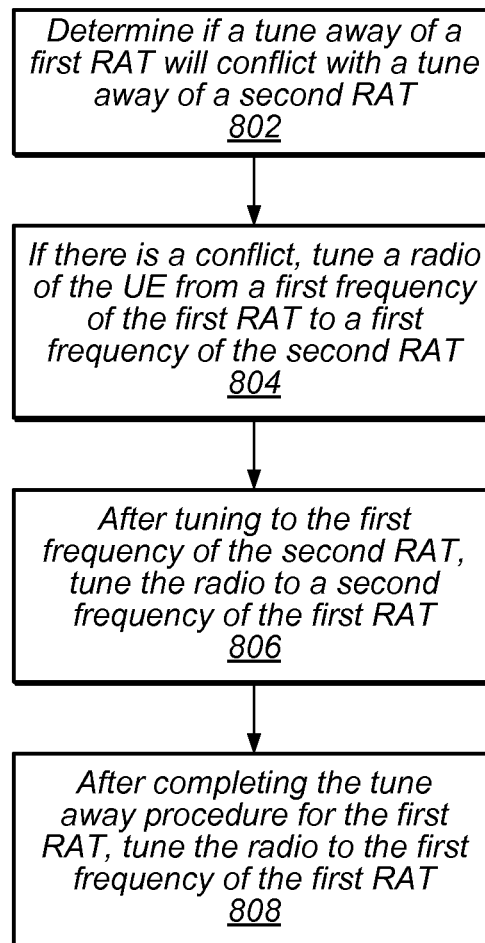 Determine if a tune away of a
first RAT will conflict with a tune
away of a second RAT
802
If there is a conflict, tune a radio
of the UE from a first frequency
of the first RAT to a first
frequency of the second RAT
804
After tuning to the first
frequency of the second RAT,
tune the radio to a second
frequency of the first RAT
806
After completing the tune
away procedure for the first
RAT, tune the radio to the first
frequency of the first RAT
808